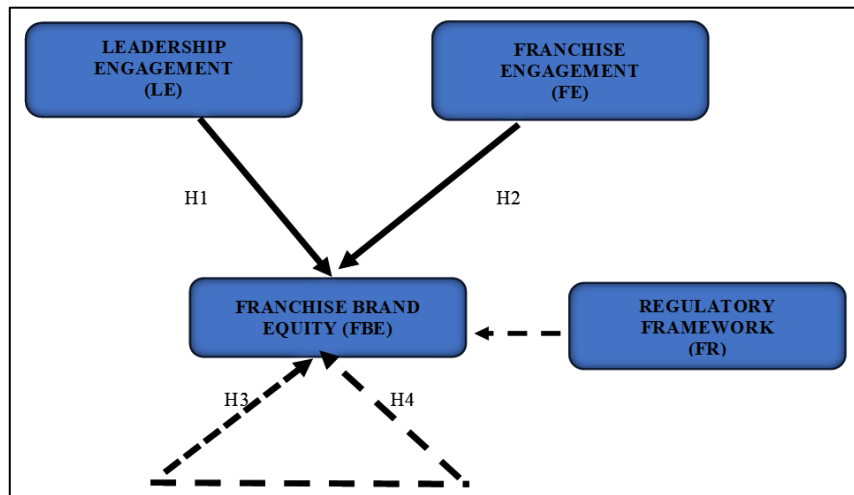 LEADERSHIP
ENGAGEMENT
(LE)
FRANCHISE
ENGAGEMENT
(FE)
H1
H2
FRANCHISE BRAND
EQUITY (FBE)
REGULATORY
FRAMEWORK
(FR)
H3
H4